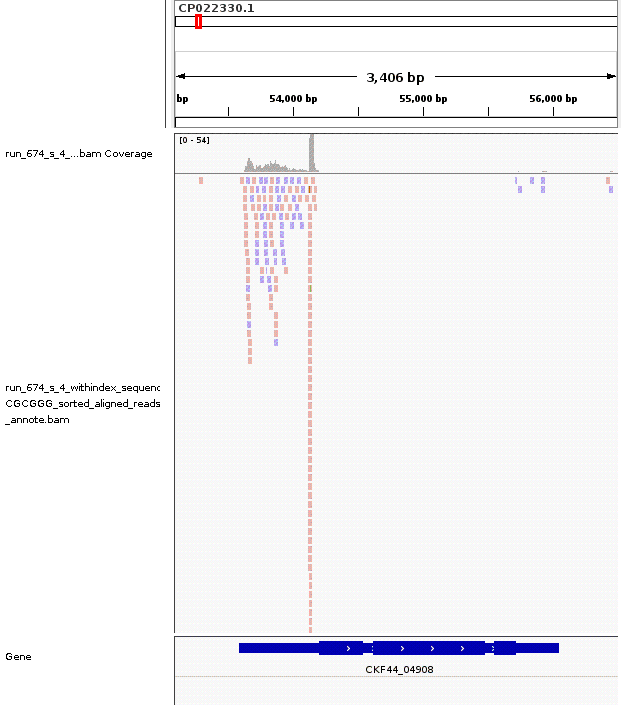 CP022330.1
3,406 bp
bp 54,000 bp 55,000 bp 56,000 bp
[0 - 54]
run_674_s_4_...bam Coverage
run_674_s_4_withindex_sequenc
CGCGGG_sorted_aligned_reads
_annote.bam
Gene
CKF44_04908